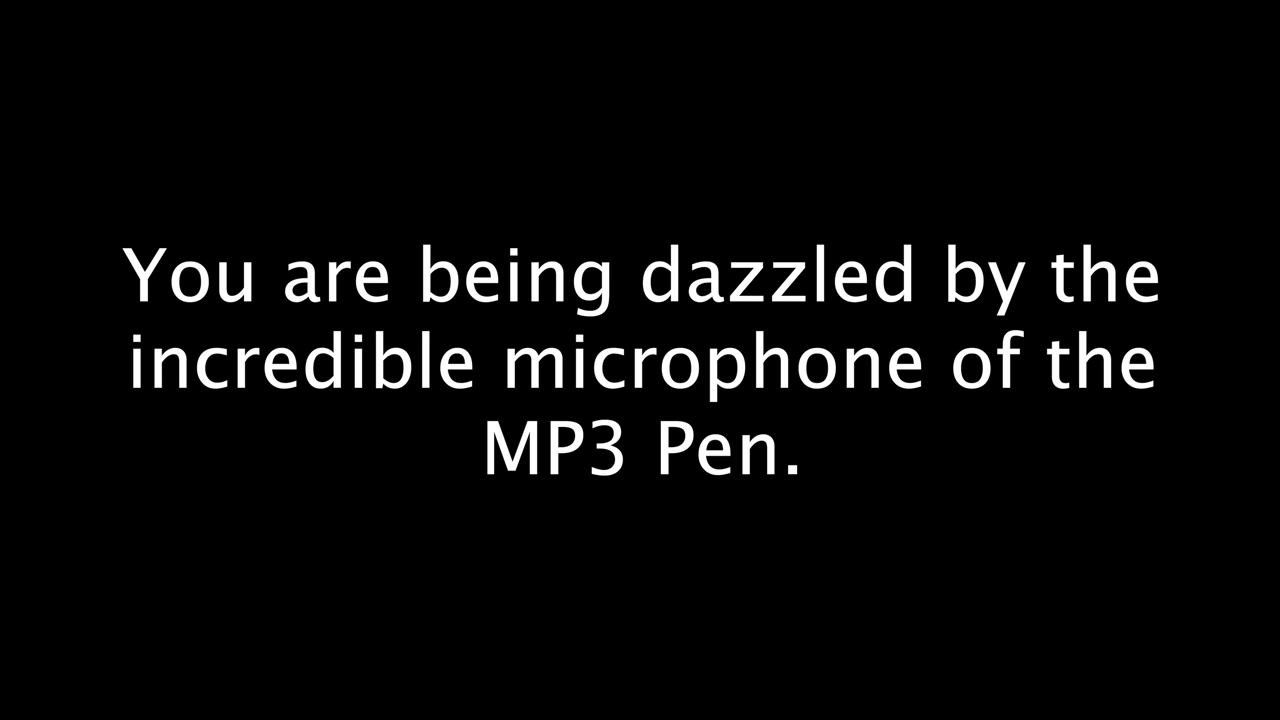 You are being dazzled by the
incredible microphone of the
MP3 Pen.